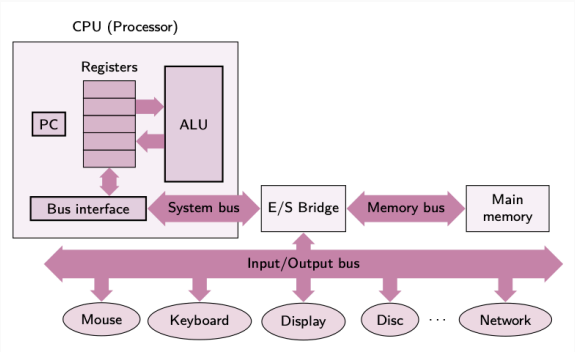 CPU (Processor)
Registers
PC
ALU
Bus interface
System bus
E/S Bridge
Memory bus
Main
memory
Input/Output bus
Mouse
Keyboard
Display
Disc
· · ·
Network